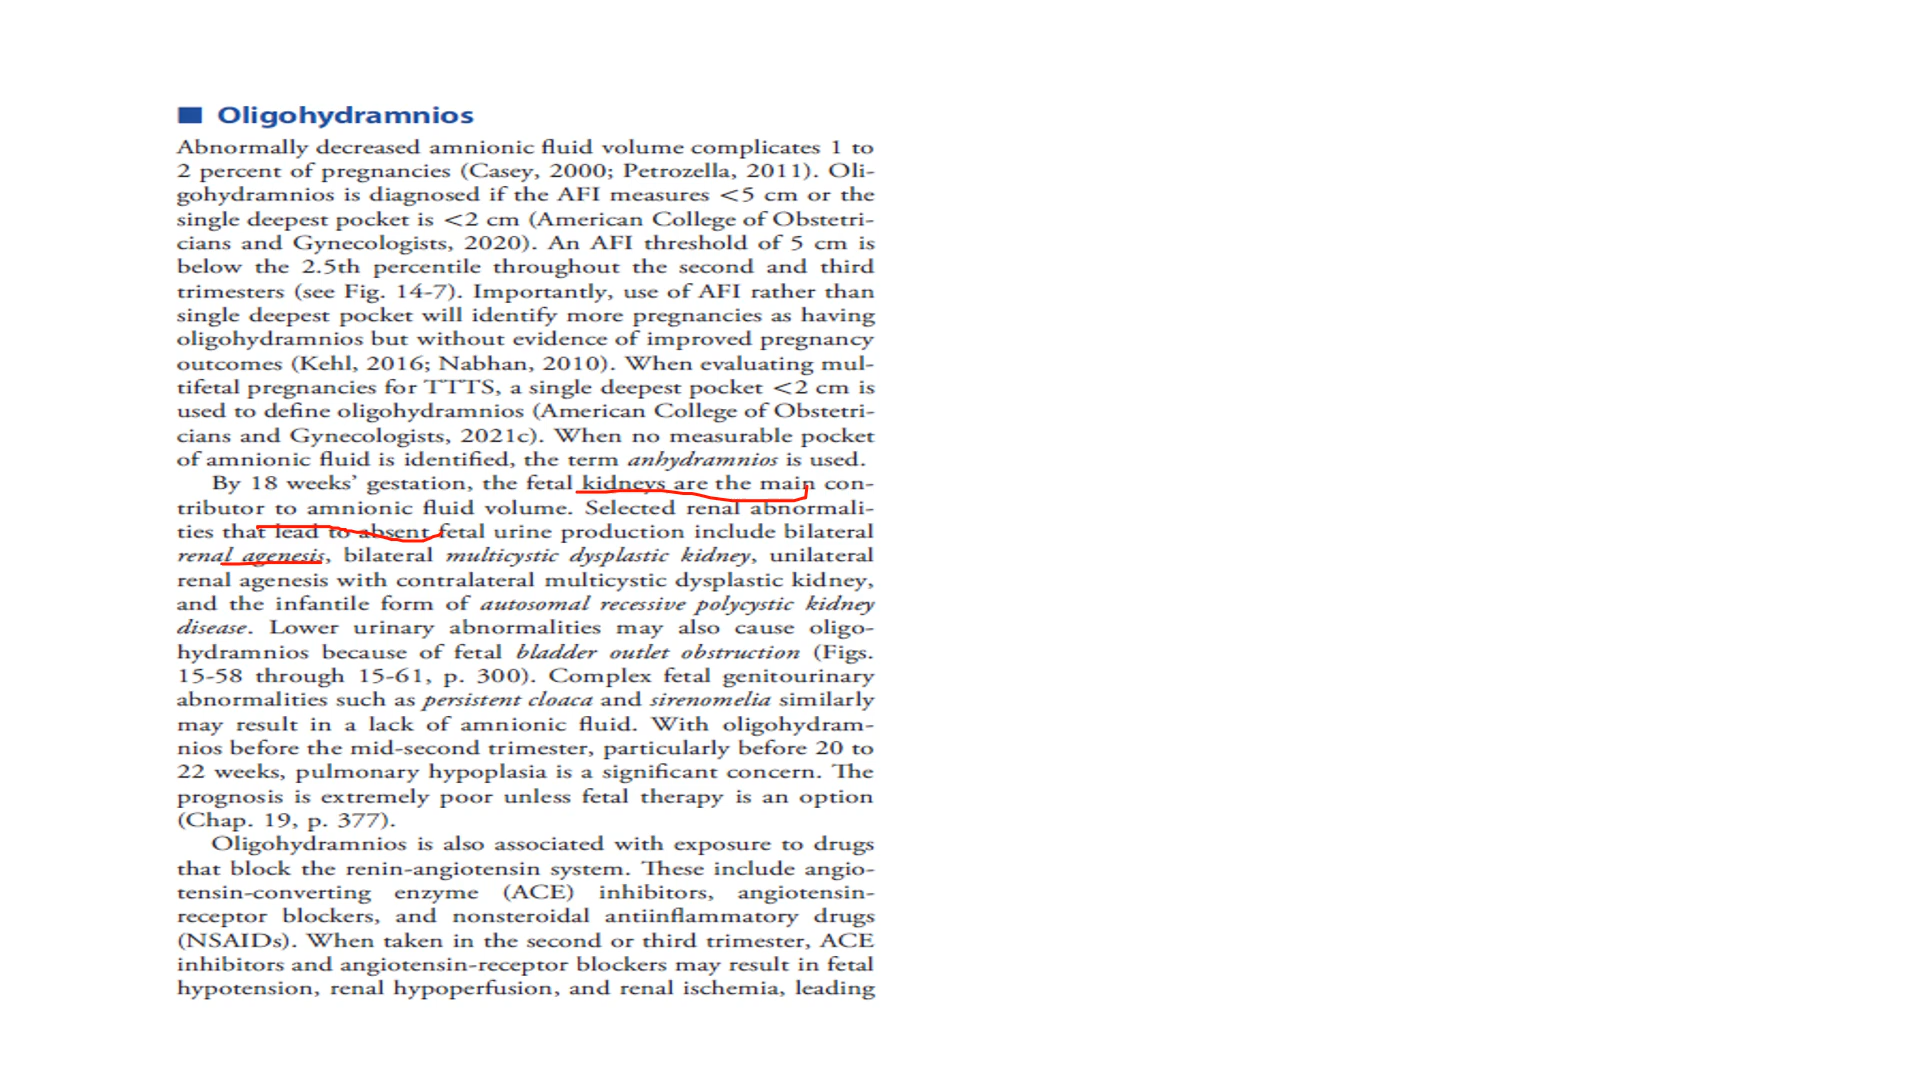 Oligohydramnios
Abnormally decreased amnionic fluid volume complicates 1 to
2 percent of pregnancies (Casey, 2000; Petrozella, 2011). Oli-
gohydramnios is diagnosed if the AFI measures <5 cm or the
single deepest pocket is <2 cm (American College of Obstetri-
cians and Gynecologists, 2020). An AFI threshold of 5 cm is
below the 2.5th percentile throughout the second and third
trimesters (see Fig. 14-7). Importantly, use of AFI rather than
single deepest pocket will identify more pregnancies as having
oligohydramnios but without evidence of improved pregnancy
outcomes (Kehl, 2016; Nabhan, 2010). When evaluating mul-
tifetal pregnancies for TTTS, a single deepest pocket <2 cm is
used to define oligohydramnios (American College of Obstetri-
cians and Gynecologists, 2021c). When no measurable pocket
of amnionic fluid is identified, the term anhydramnios is used.
By 18 weeks' gestation, the fetal kidneys are the main con-
tributor to amnionic fluid volume. Selected renal abnormali-
ties that lead to absent fetal urine production include bilateral
renal agenesis, bilateral multicystic dysplastic kidney, unilateral
renal agenesis with contralateral multicystic dysplastic kidney,
and the infantile form of autosomal recessive polycystic kidney
disease. Lower urinary abnormalities may also cause oligo-
hydramnios because of fetal bladder outlet obstruction (Figs.
15-58 through 15-61, p. 300). Complex fetal genitourinary
abnormalities such as persistent cloaca and sirenomelia similarly
may result in a lack of amnionic fluid. With oligohydram-
nios before the mid-second trimester, particularly before 20 to
22 weeks, pulmonary hypoplasia is a significant concern. The
prognosis is extremely poor unless fetal therapy is an option
(Chap. 19, p. 377).
Oligohydramnios is also associated with exposure to drugs
that block the renin-angiotensin system. These include angio-
tensin-converting enzyme (ACE) inhibitors, angiotensin-
receptor blockers, and nonsteroidal antiinflammatory drugs
(NSAIDs). When taken in the second or third trimester, ACE
inhibitors and angiotensin-receptor blockers may result in fetal
hypotension, renal hypoperfusion, and renal ischemia, leading